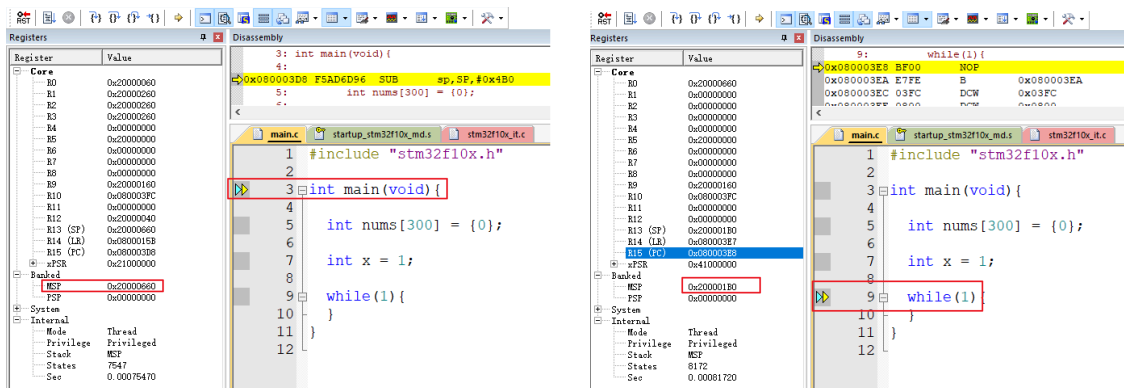 Registers
Register Value
Core
R0 0x20000060
R1 0x20000260
R2 0x20000260
R3 0x20000260
R4 0x00000000
R5 0x20000000
R6 0x00000000
R7 0x00000000
R8 0x00000000
R9 0x20000160
R10 0x080003FC
R11 0x00000000
R12 0x20000040
R13 (SP) 0x20000660
R14 (LR) 0x0800015B
R15 (PC) 0x080003D8
xPSR 0x21000000
Banked
MSP 0x20000660
PSP 0x00000000
System
Internal
Mode Thread
Privilege Privileged
Stack MSP
States 7547
Sec 0.00075470
Disassembly
3: int main(void){
4:
0x080003D8 F5AD6D96 SUB sp,SP,#0x4B0
5: int nums[300] = {0};
6:
main.c startup_stm32f10x_md.s stm32f10x_it.c
1 #include "stm32f10x.h"
2
3 int main(void){
4
5 int nums[300] = {0};
6
7 int x = 1;
8
9 while(1){
10 }
11 }
12
Registers
Register Value
Core
R0 0x20000660
R1 0x00000000
R2 0x00000000
R3 0x00000000
R4 0x00000000
R5 0x20000000
R6 0x00000000
R7 0x00000000
R8 0x00000000
R9 0x20000160
R10 0x080003FC
R11 0x00000000
R12 0x00000000
R13 (SP) 0x200001B0
R14 (LR) 0x080003E7
R15 (PC) 0x080003E8
xPSR 0x41000000
Banked
MSP 0x200001B0
PSP 0x00000000
System
Internal
Mode Thread
Privilege Privileged
Stack MSP
States 8172
Sec 0.00081720
Disassembly
9: while(1){
0x080003E8 BF00 NOP
0x080003EA E7FE B 0x080003EA
0x080003EC 03FC DCW 0x03FC
0x080003EE 0800 DCW 0x0800
main.c startup_stm32f10x_md.s stm32f10x_it.c
1 #include "stm32f10x.h"
2
3 int main(void){
4
5 int nums[300] = {0};
6
7 int x = 1;
8
9 while(1){
10 }
11 }
12